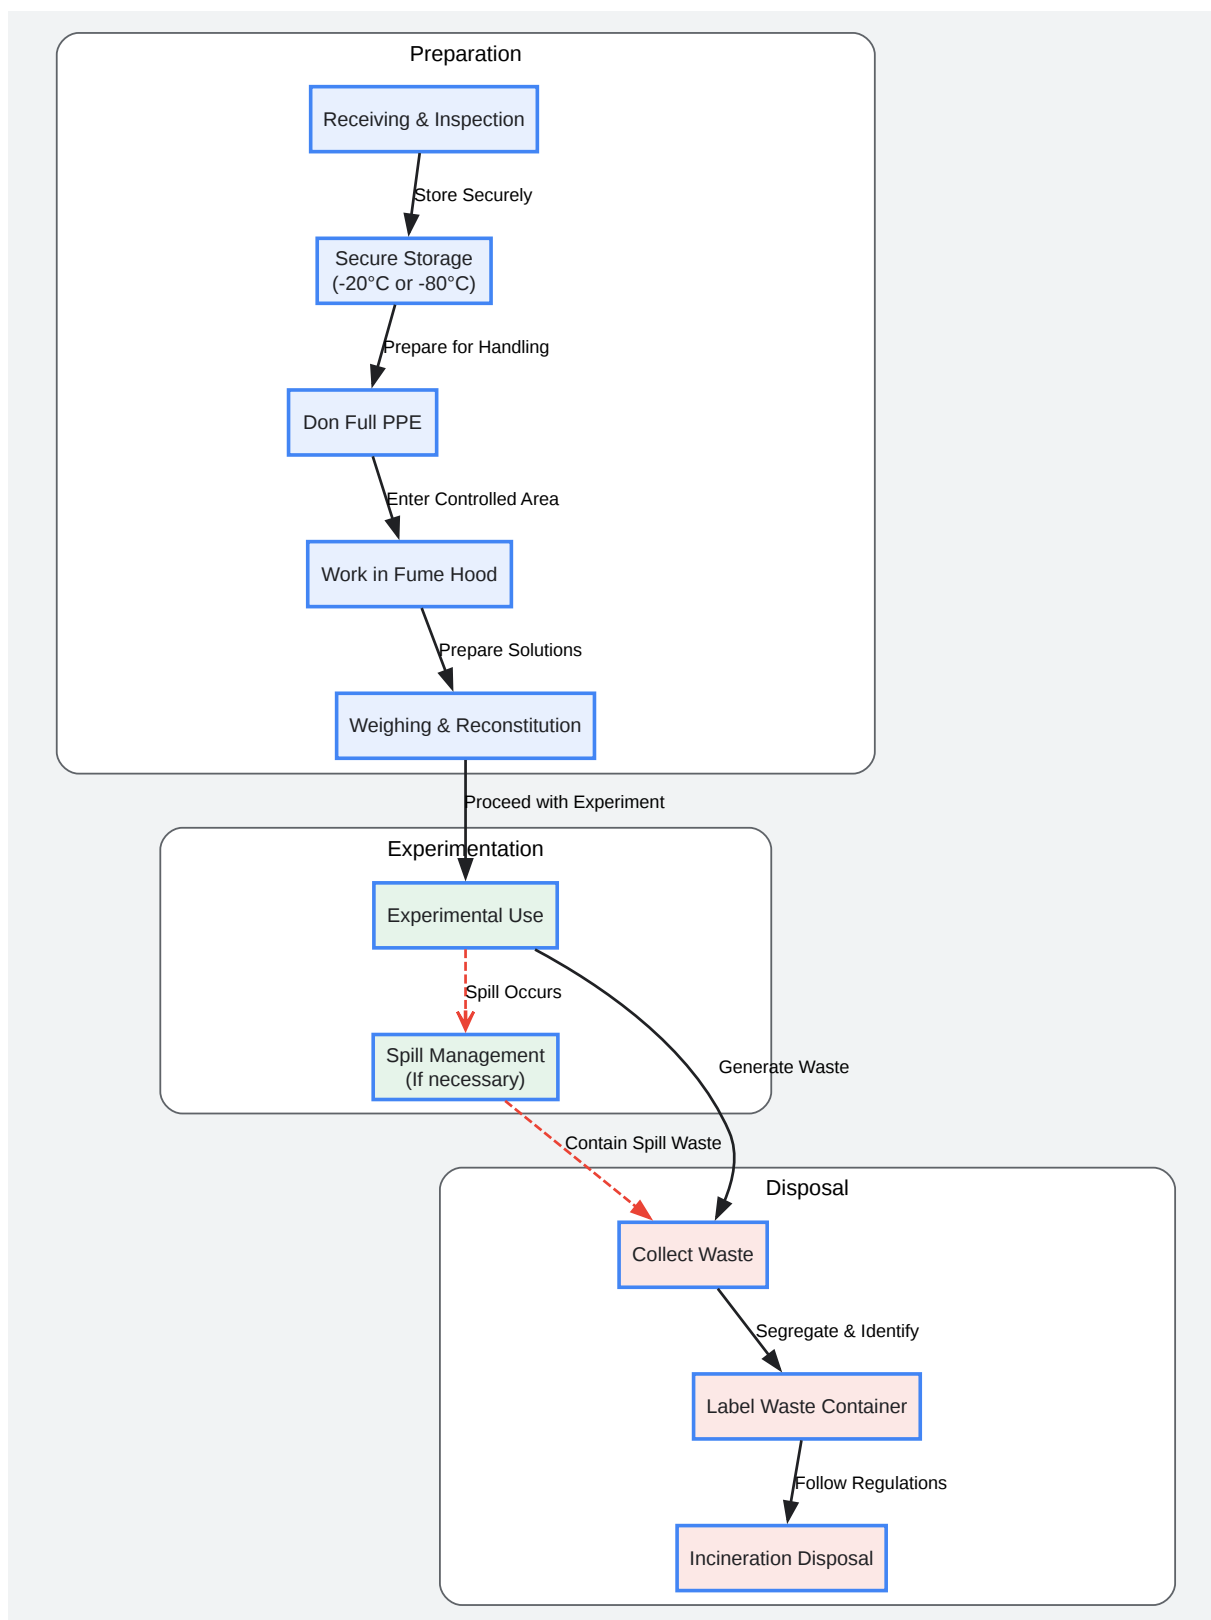 Preparation
Receiving & Inspection
Store Securely
Secure Storage
(-20°C or -80°C)
Prepare for Handling
Don Full PPE
Enter Controlled Area
Work in Fume Hood
Prepare Solutions
Weighing & Reconstitution
Proceed with Experiment
Experimentation
Experimental Use
Spill Occurs
Spill Management
(If necessary)
Generate Waste
Contain Spill Waste
Disposal
Collect Waste
Segregate & Identify
Label Waste Container
Follow Regulations
Incineration Disposal